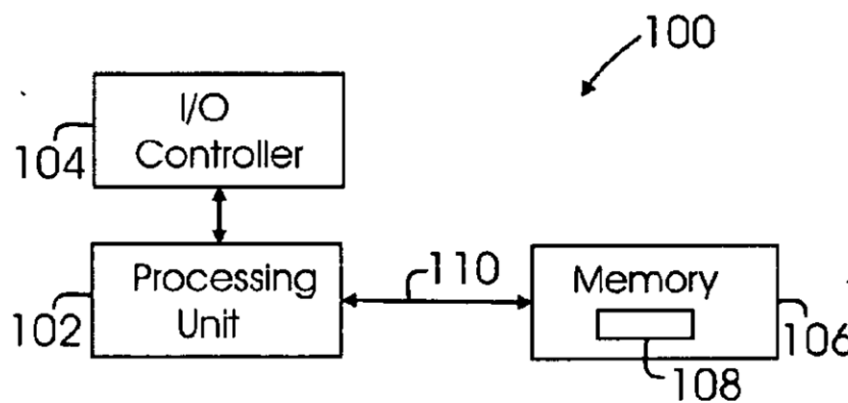 100
I/O
Controller
104
Processing
Unit
102
110
Memory
106
108